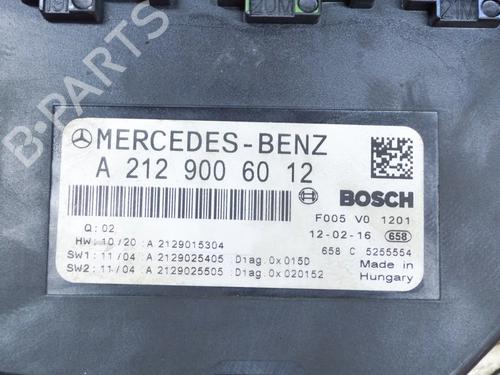 MERCEDES-BENZ
A 212 900 60 12
BOSCH
Q: 02
F005 V0 1201
HW: 10/20 : A 2129015304
12-02-16 658
SW1: 11/04 : A 2129025405 : Diag:0x015D
658 C 5255554
SW2: 11/04 : A 2129025505 : Diag:0x020152
Made in
Hungary
B-PARTS